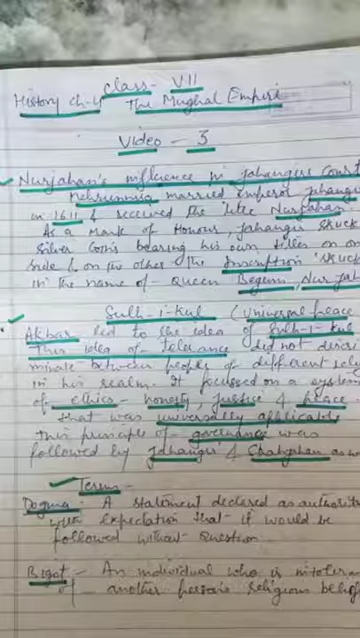 Class - VII
History ch-4 The Mughal Empire
Video - 3
Nurjahan's influence in Jahangir's Court
Mehrunnisa married emperor Jahangir
in 1611 & received the title Nurjahan.
As a mark of Honour, Jahangir struck
Silver Coins bearing his own titles on one
side & on the other the Inscription 'struck
in the name of Queen Begum, Nur Jah
Sulh-i-kul (Universal peace
Akbar led to the idea of Sulh-i-kul
This idea of tolerance did not discri
minate between people of different reli
in his realm. It focussed on a system
of ethics - honesty, justice & peace -
that was universally applicable
This principle of governance was
followed by Jahangir & Shahjahan as w
Terms -
Dogma - A statement declared as authorita
with expectation that it would be
followed without question
Bigot - An individual who is intoleran
of another person's religious belief